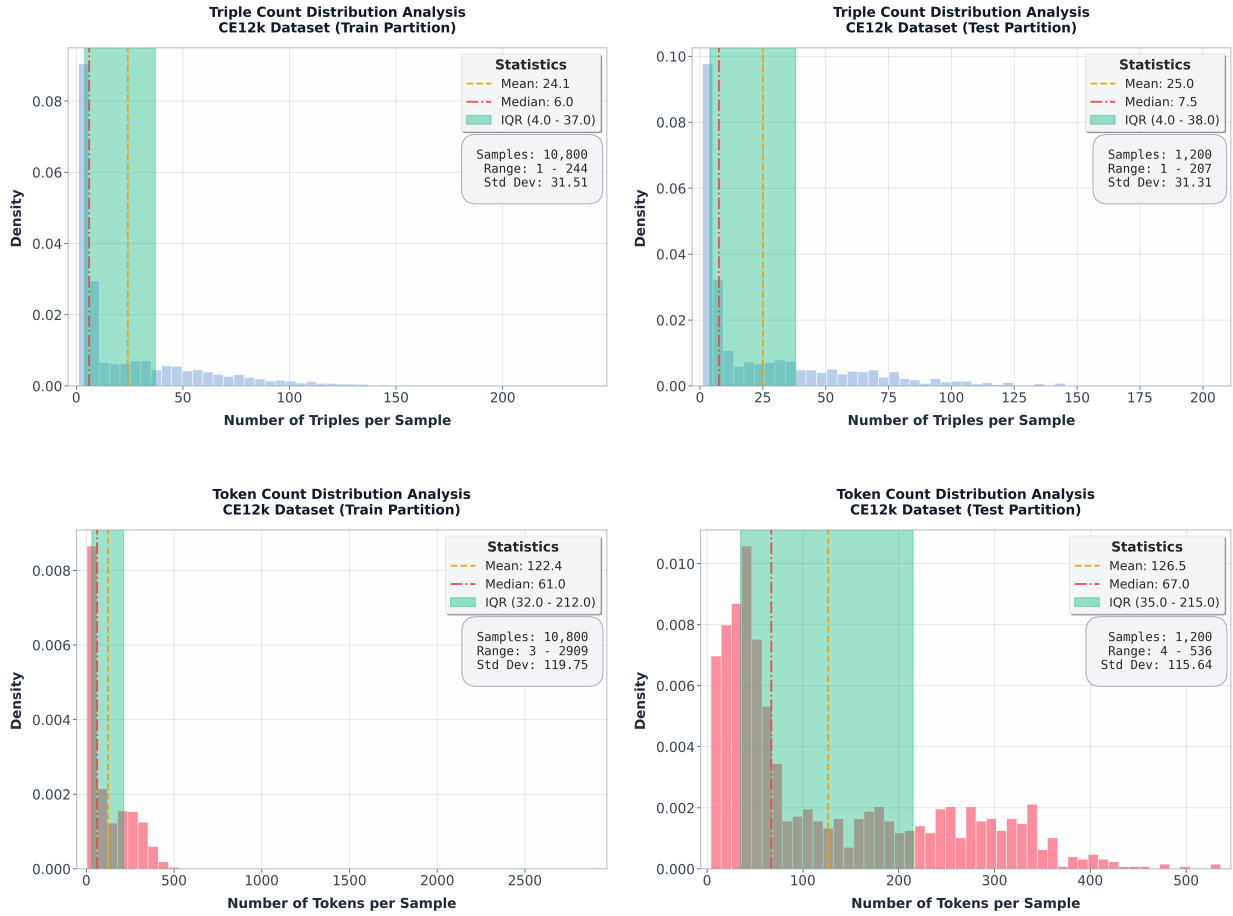 Triple Count Distribution Analysis
CE12k Dataset (Train Partition)
Statistics
Mean: 24.1
Median: 6.0
IQR (4.0 - 37.0)
Samples: 10,800
Range: 1 - 244
Std Dev: 31.51
Density
0.08
0.06
0.04
0.02
0.00
0
50
100
150
200
Number of Triples per Sample
Triple Count Distribution Analysis
CE12k Dataset (Test Partition)
Statistics
Mean: 25.0
Median: 7.5
IQR (4.0 - 38.0)
Samples: 1,200
Range: 1 - 207
Std Dev: 31.31
Density
0.10
0.08
0.06
0.04
0.02
0.00
0
25
50
75
100
125
150
175
200
Number of Triples per Sample
Token Count Distribution Analysis
CE12k Dataset (Train Partition)
Statistics
Mean: 122.4
Median: 61.0
IQR (32.0 - 212.0)
Samples: 10,800
Range: 3 - 2909
Std Dev: 119.75
Density
0.008
0.006
0.004
0.002
0.000
0
500
1000
1500
2000
2500
Number of Tokens per Sample
Token Count Distribution Analysis
CE12k Dataset (Test Partition)
Statistics
Mean: 126.5
Median: 67.0
IQR (35.0 - 215.0)
Samples: 1,200
Range: 4 - 536
Std Dev: 115.64
Density
0.010
0.008
0.006
0.004
0.002
0.000
0
100
200
300
400
500
Number of Tokens per Sample